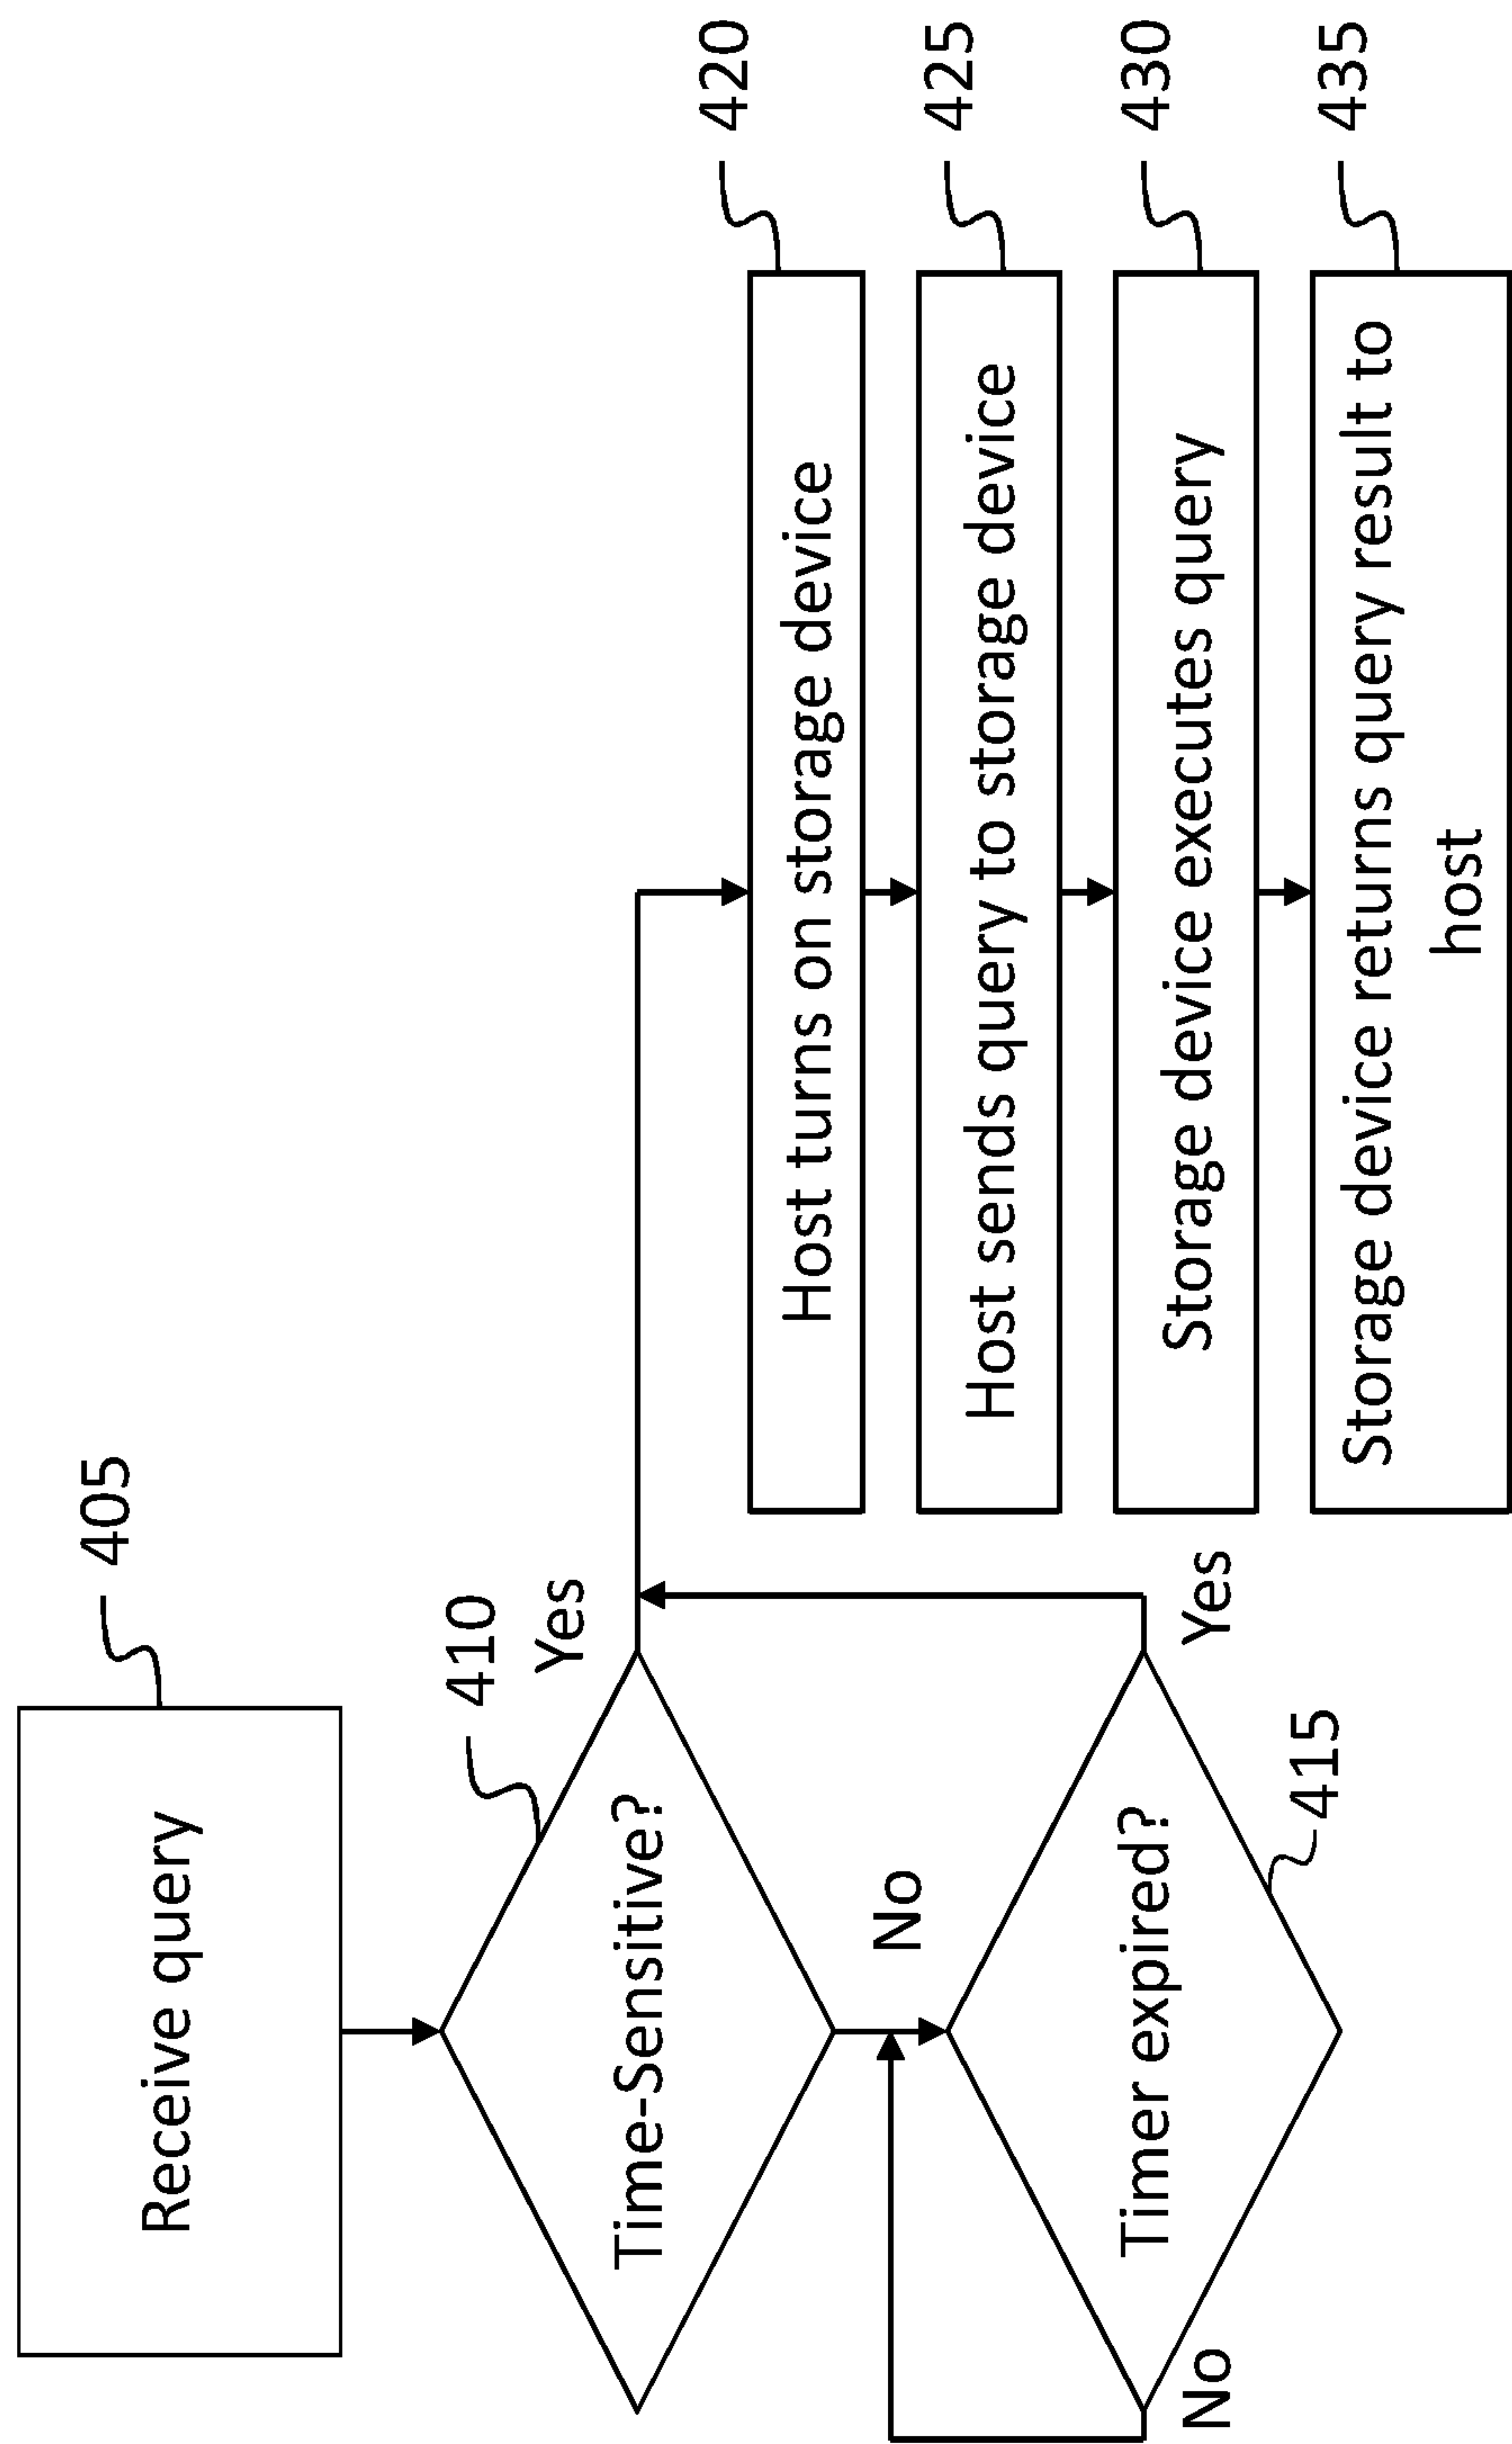 Receive query
405
Time-Sensitive?
410
Yes
No
Timer expired?
415
Yes
No
Host turns on storage device
420
Host sends query to storage device
425
Storage device executes query
430
Storage device returns query result to
host
435